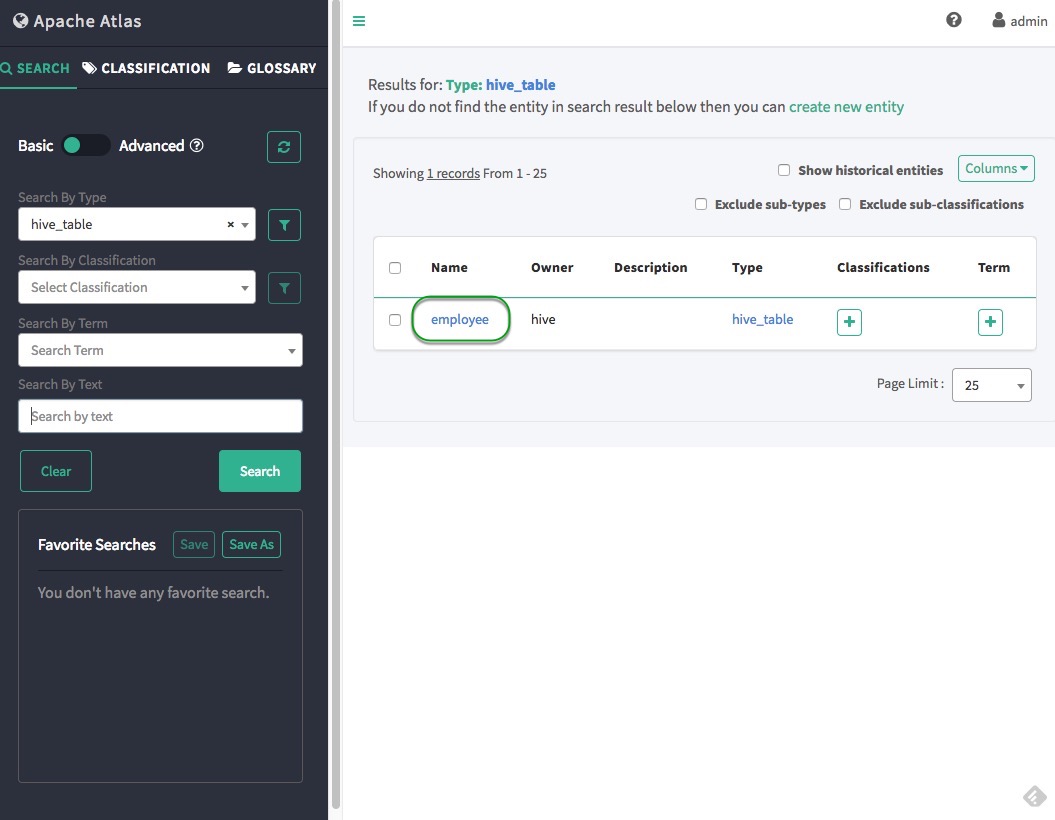 Apache Atlas
SEARCH CLASSIFICATION GLOSSARY
Basic Advanced
Search By Type
hive_table × 
Search By Classification
Select Classification
Search By Term
Search Term
Search By Text
Search by text
Clear Search
Favorite Searches Save Save As
You don't have any favorite search.
admin
Results for: Type: hive_table
If you do not find the entity in search result below then you can create new entity
Showing 1 records From 1 - 25
Show historical entities Columns
Exclude sub-types Exclude sub-classifications
Name Owner Description Type Classifications Term
employee hive hive_table + +
Page Limit : 25